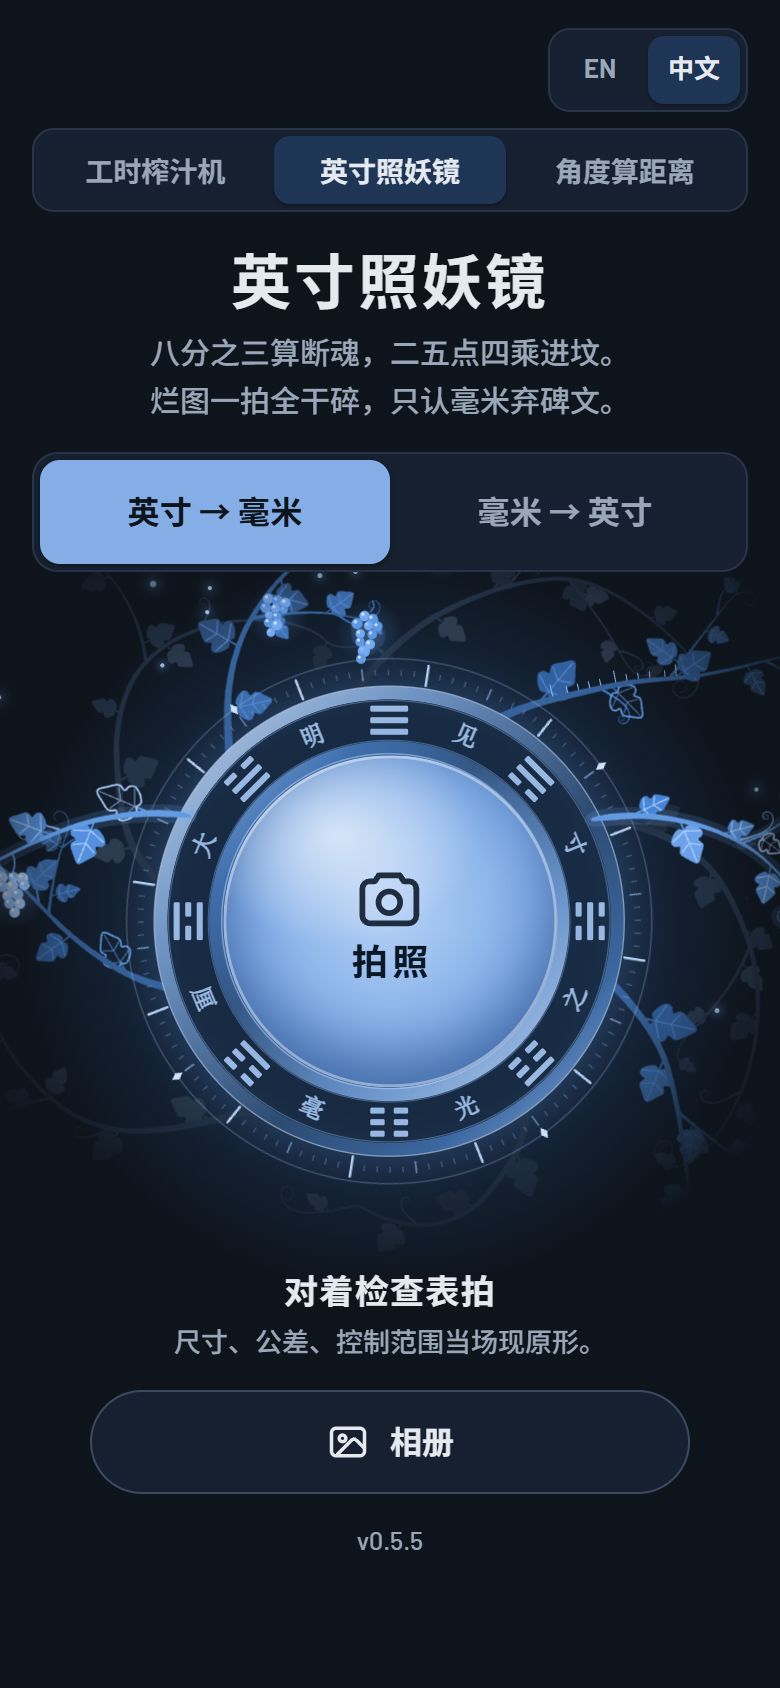 EN 中文
工时榨汁机 英寸照妖镜 角度算距离
英寸照妖镜
八分之三算断魂，二五点四乘进坟。
烂图一拍全干碎，只认毫米弃碑文。
英寸 → 毫米 毫米 → 英寸
明 见
大 寸
拍照
之
毫 光
对着检查表拍
尺寸、公差、控制范围当场现原形。
相册
v0.5.5